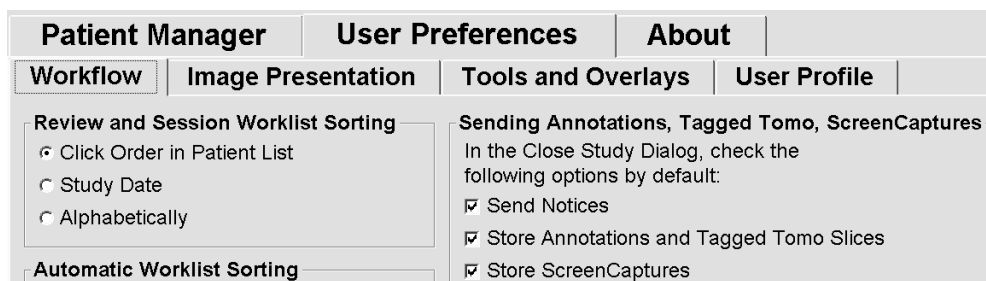 Patient Manager User Preferences About
Workflow Image Presentation Tools and Overlays User Profile
Review and Session Worklist Sorting
Click Order in Patient List
Study Date
Alphabetically
Automatic Worklist Sorting
Sending Annotations, Tagged Tomo, ScreenCaptures
In the Close Study Dialog, check the
following options by default:
Send Notices
Store Annotations and Tagged Tomo Slices
Store ScreenCaptures